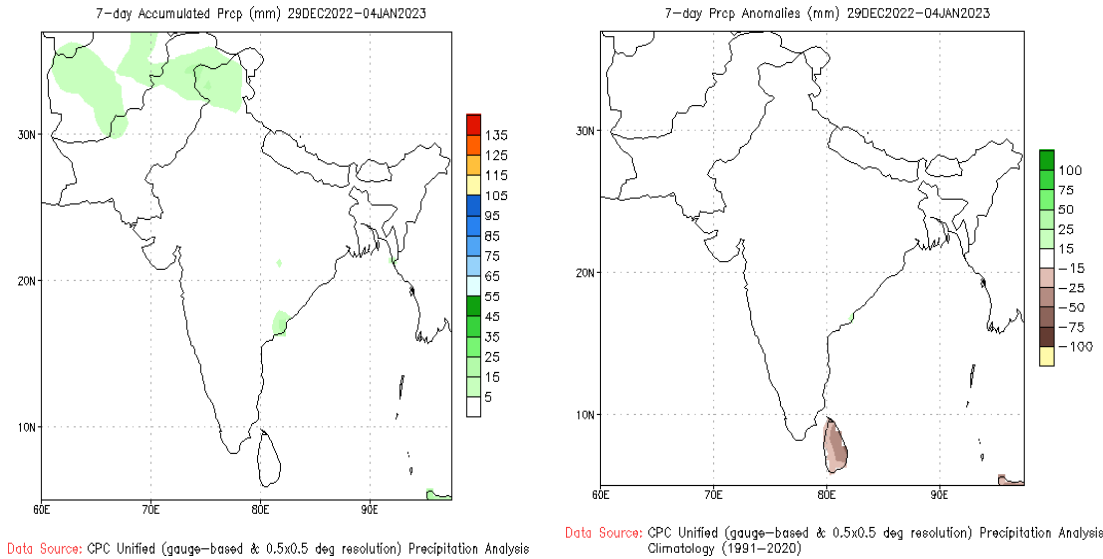 7-day Accumulated Prcp (mm) 29DEC2022-04JAN2023
30N
20N
10N
60E 70E 80E 90E
135
125
115
105
95
85
75
65
55
45
35
25
15
5
Data Source: CPC Unified (gauge-based & 0.5x0.5 deg resolution) Precipitation Analysis
7-day Prcp Anomalies (mm) 29DEC2022-04JAN2023
30N
20N
10N
60E 70E 80E 90E
100
75
50
25
15
-15
-25
-50
-75
-100
Data Source: CPC Unified (gauge-based & 0.5x0.5 deg resolution) Precipitation Analysis
Climatology (1991-2020)